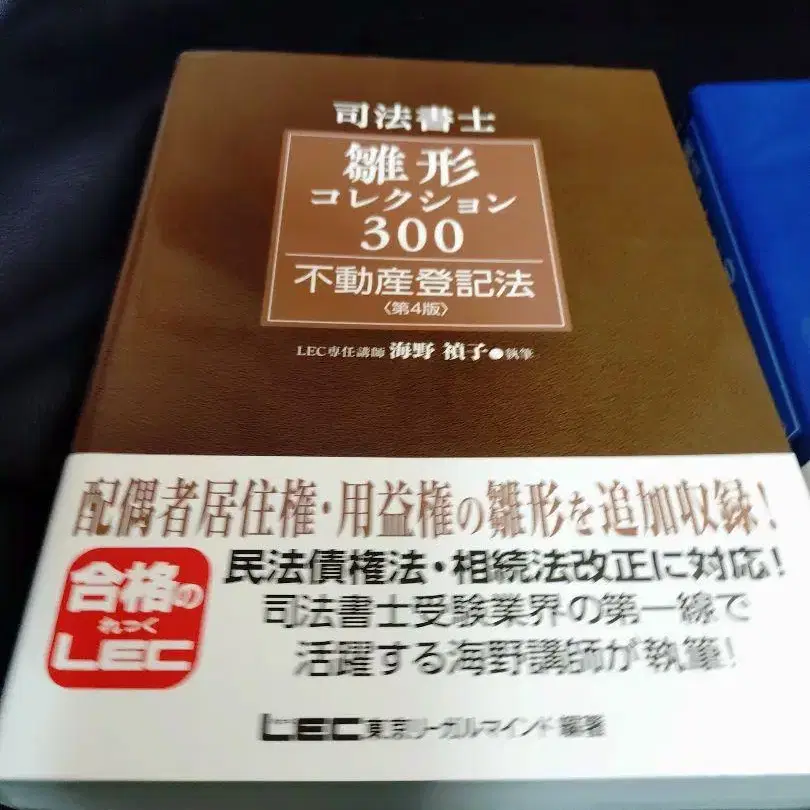 司法書士
雛形
コレクション
300
不動産登記法
〈第4版〉
LEC専任講師 海野 禎子●執筆
配偶者居住権・用益権の雛形を追加収録!
民法債権法・相続法改正に対応!
司法書士受験業界の第一線で
活躍する海野講師が執筆!
合格の
れっく
LEC
LEC東京リーガルマインド 編著